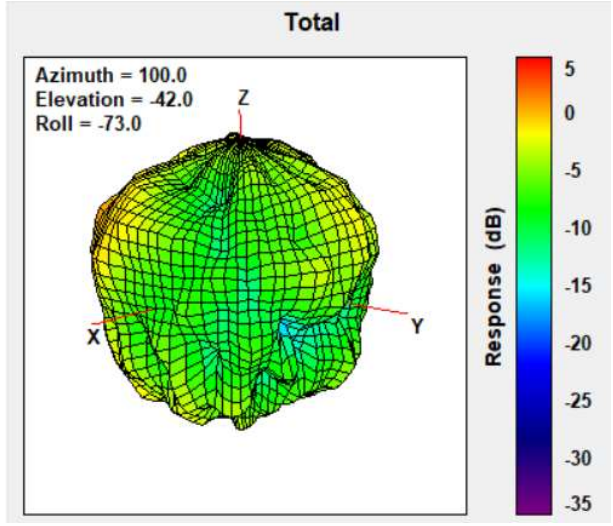 Total
Azimuth = 100.0
Elevation = -42.0
Roll = -73.0
Z
X
Y
Response (dB)
5
0
-5
-10
-15
-20
-25
-30
-35